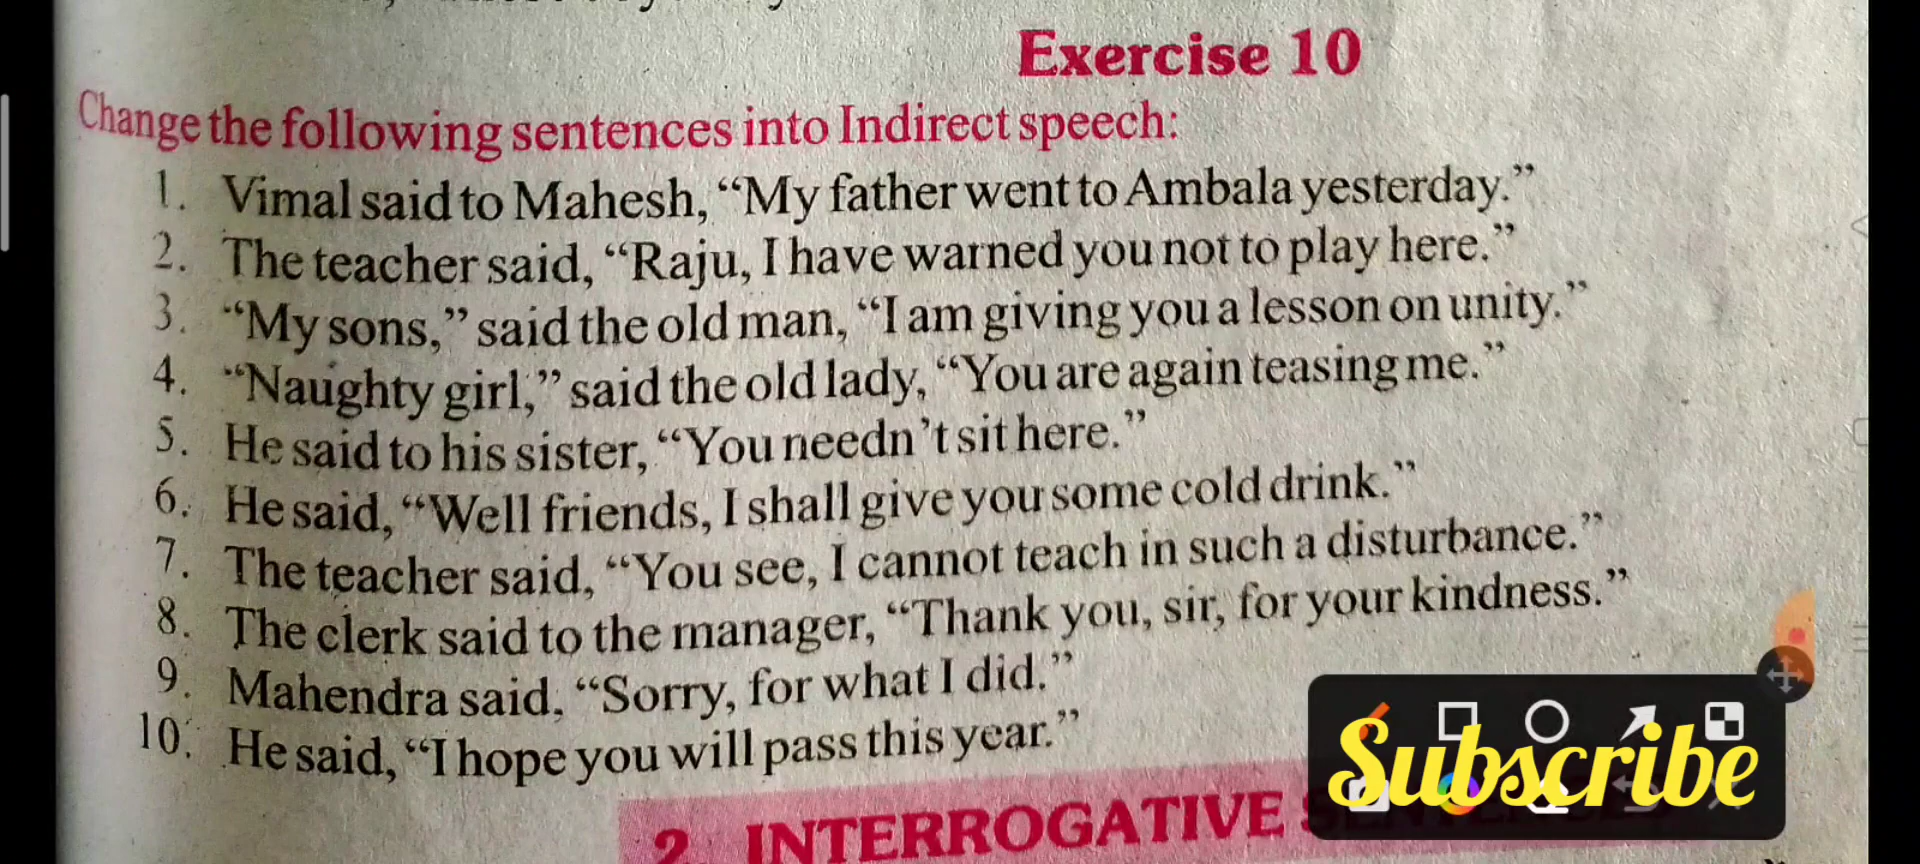 Exercise 10
Change the following sentences into Indirect speech:
1. Vimal said to Mahesh, “My father went to Ambala yesterday.”
2. The teacher said, “Raju, I have warned you not to play here.”
3. “My sons,” said the old man, “I am giving you a lesson on unity.”
4. “Naughty girl,” said the old lady, “You are again teasing me.”
5. He said to his sister, “You needn’t sit here.”
6. He said, “Well friends, I shall give you some cold drink.”
7. The teacher said, “You see, I cannot teach in such a disturbance.”
8. The clerk said to the manager, “Thank you, sir, for your kindness.”
9. Mahendra said, “Sorry, for what I did.”
10. He said, “I hope you will pass this year.”
Subscribe
2. INTERROGATIVE